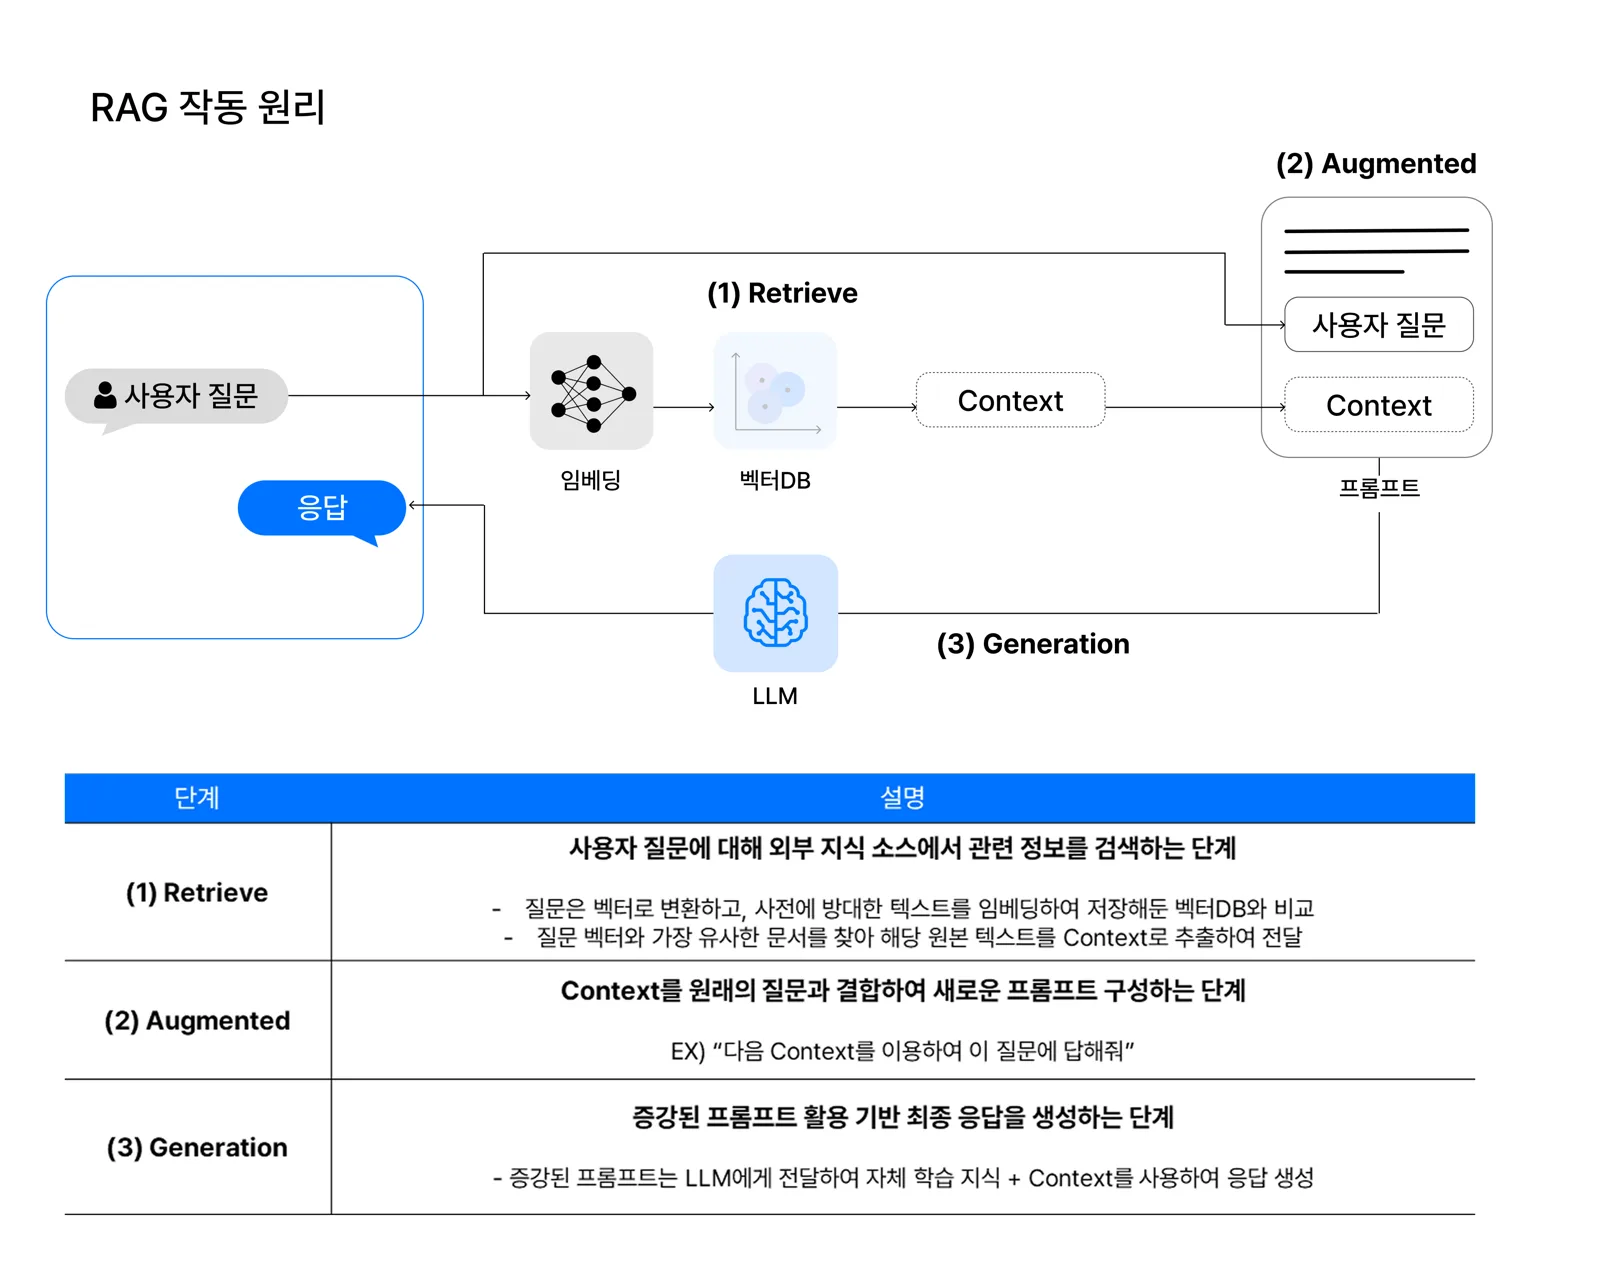 RAG 작동 원리
(2) Augmented
(1) Retrieve
사용자 질문
사용자 질문
Context
Context
임베딩
벡터DB
프롬프트
응답
(3) Generation
LLM
단계
설명
(1) Retrieve
사용자 질문에 대해 외부 지식 소스에서 관련 정보를 검색하는 단계
- 질문은 벡터로 변환하고, 사전에 방대한 텍스트를 임베딩하여 저장해둔 벡터DB와 비교
- 질문 벡터와 가장 유사한 문서를 찾아 해당 원본 텍스트를 Context로 추출하여 전달
(2) Augmented
Context를 원래의 질문과 결합하여 새로운 프롬프트 구성하는 단계
EX) “다음 Context를 이용하여 이 질문에 답해줘”
(3) Generation
증강된 프롬프트 활용 기반 최종 응답을 생성하는 단계
- 증강된 프롬프트는 LLM에게 전달하여 자체 학습 지식 + Context를 사용하여 응답 생성